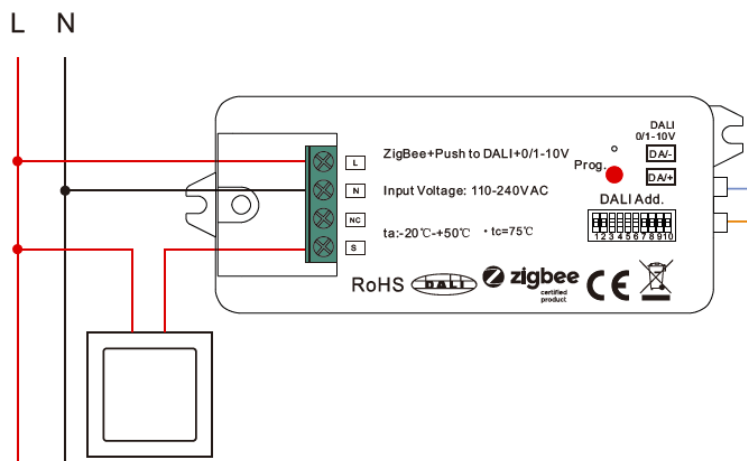 L N
DALI
0/1-10V
L
ZigBee+Push to DALI+0/1-10V
Prog.
DA/-
N
Input Voltage: 110-240V AC
DA/+
NC
DALI Add.
S
ta:-20℃-+50℃ • tc=75℃
1 2 3 4 5 6 7 8 9 10
RoHS DALI zigbee CE
certified
product